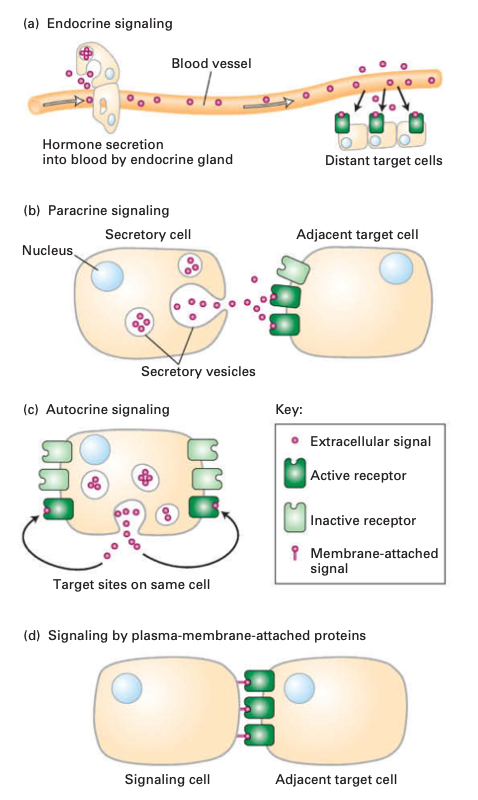 (a) Endocrine signaling
Blood vessel
Hormone secretion
into blood by endocrine gland
Distant target cells
(b) Paracrine signaling
Secretory cell
Adjacent target cell
Nucleus
Secretory vesicles
(c) Autocrine signaling
Target sites on same cell
Key:
Extracellular signal
Active receptor
Inactive receptor
Membrane-attached
signal
(d) Signaling by plasma-membrane-attached proteins
Signaling cell
Adjacent target cell